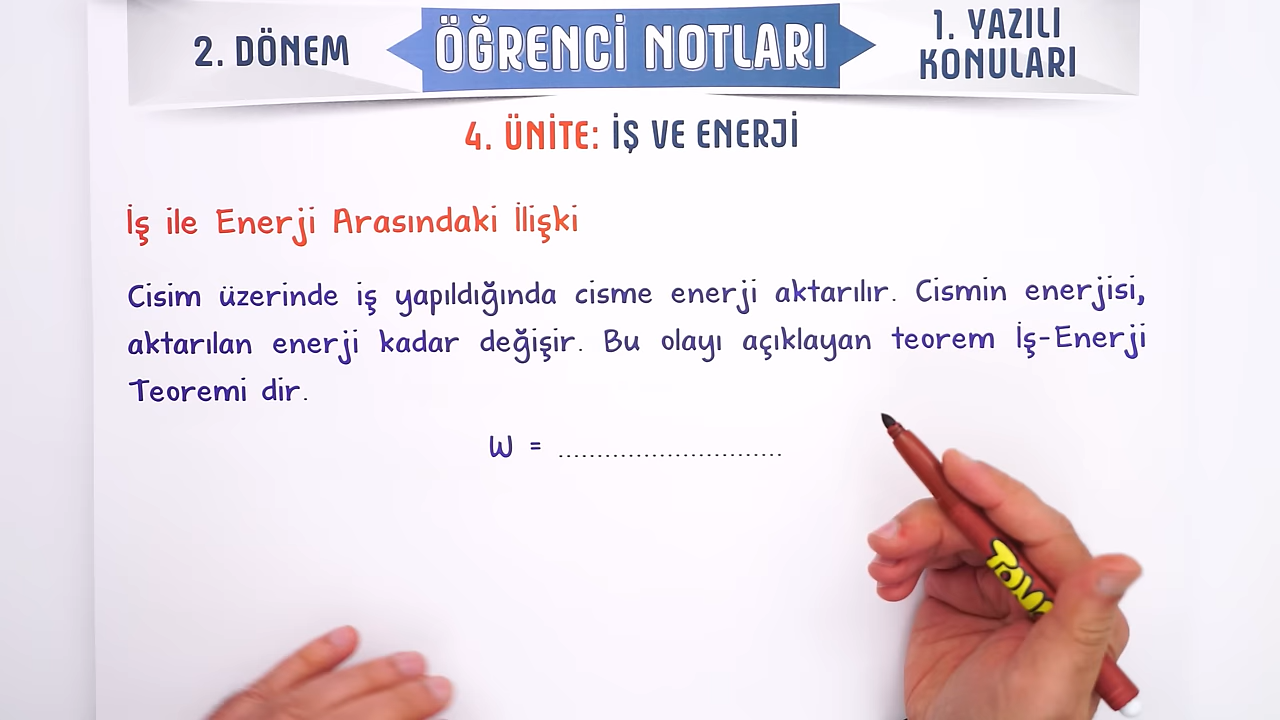 2. DÖNEM
ÖĞRENCİ NOTLARI
1. YAZILI
KONULARI
4. ÜNİTE: İŞ VE ENERJİ
İş ile Enerji Arasındaki İlişki
Cisim üzerinde iş yapıldığında cisme enerji aktarılır. Cismin enerjisi,
aktarılan enerji kadar değişir. Bu olayı açıklayan teorem İş-Enerji
Teoremi dir.
W = .............................